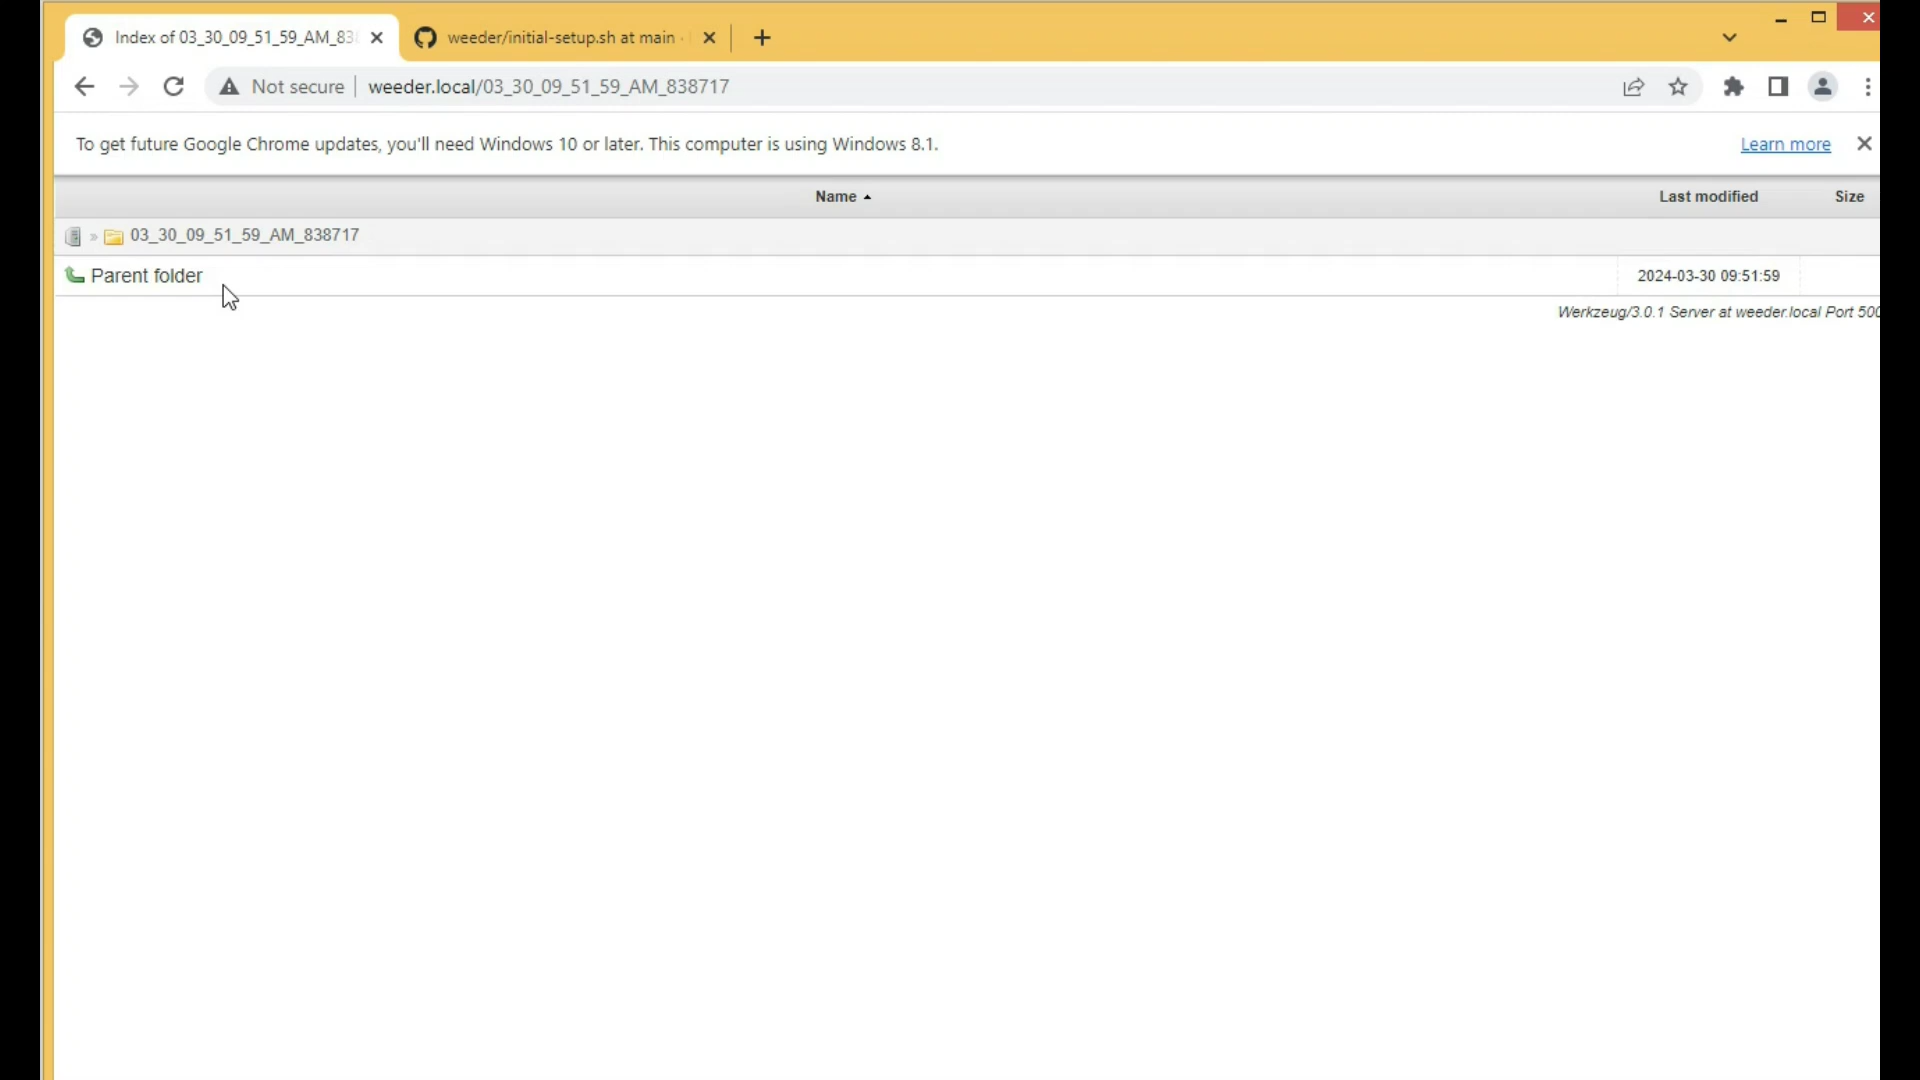 Index of 03_30_09_51_59_AM_83
weeder/initial-setup.sh at main ·
Not secure
weeder.local/03_30_09_51_59_AM_838717
To get future Google Chrome updates, you'll need Windows 10 or later. This computer is using Windows 8.1.
Learn more
Name Last modified Size
» 03_30_09_51_59_AM_838717
Parent folder 2024-03-30 09:51:59
Werkzeug/3.0.1 Server at weeder.local Port